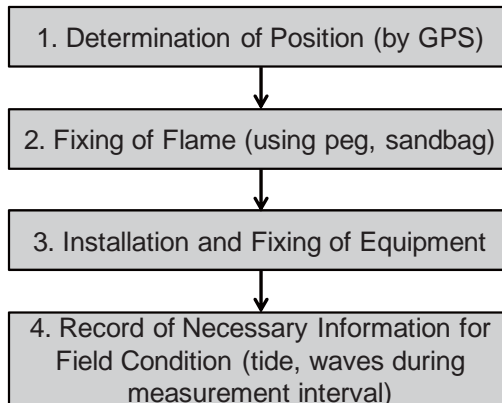 1. Determination of Position (by GPS)
2. Fixing of Flame (using peg, sandbag)
3. Installation and Fixing of Equipment
4. Record of Necessary Information for
Field Condition (tide, waves during
measurement interval)